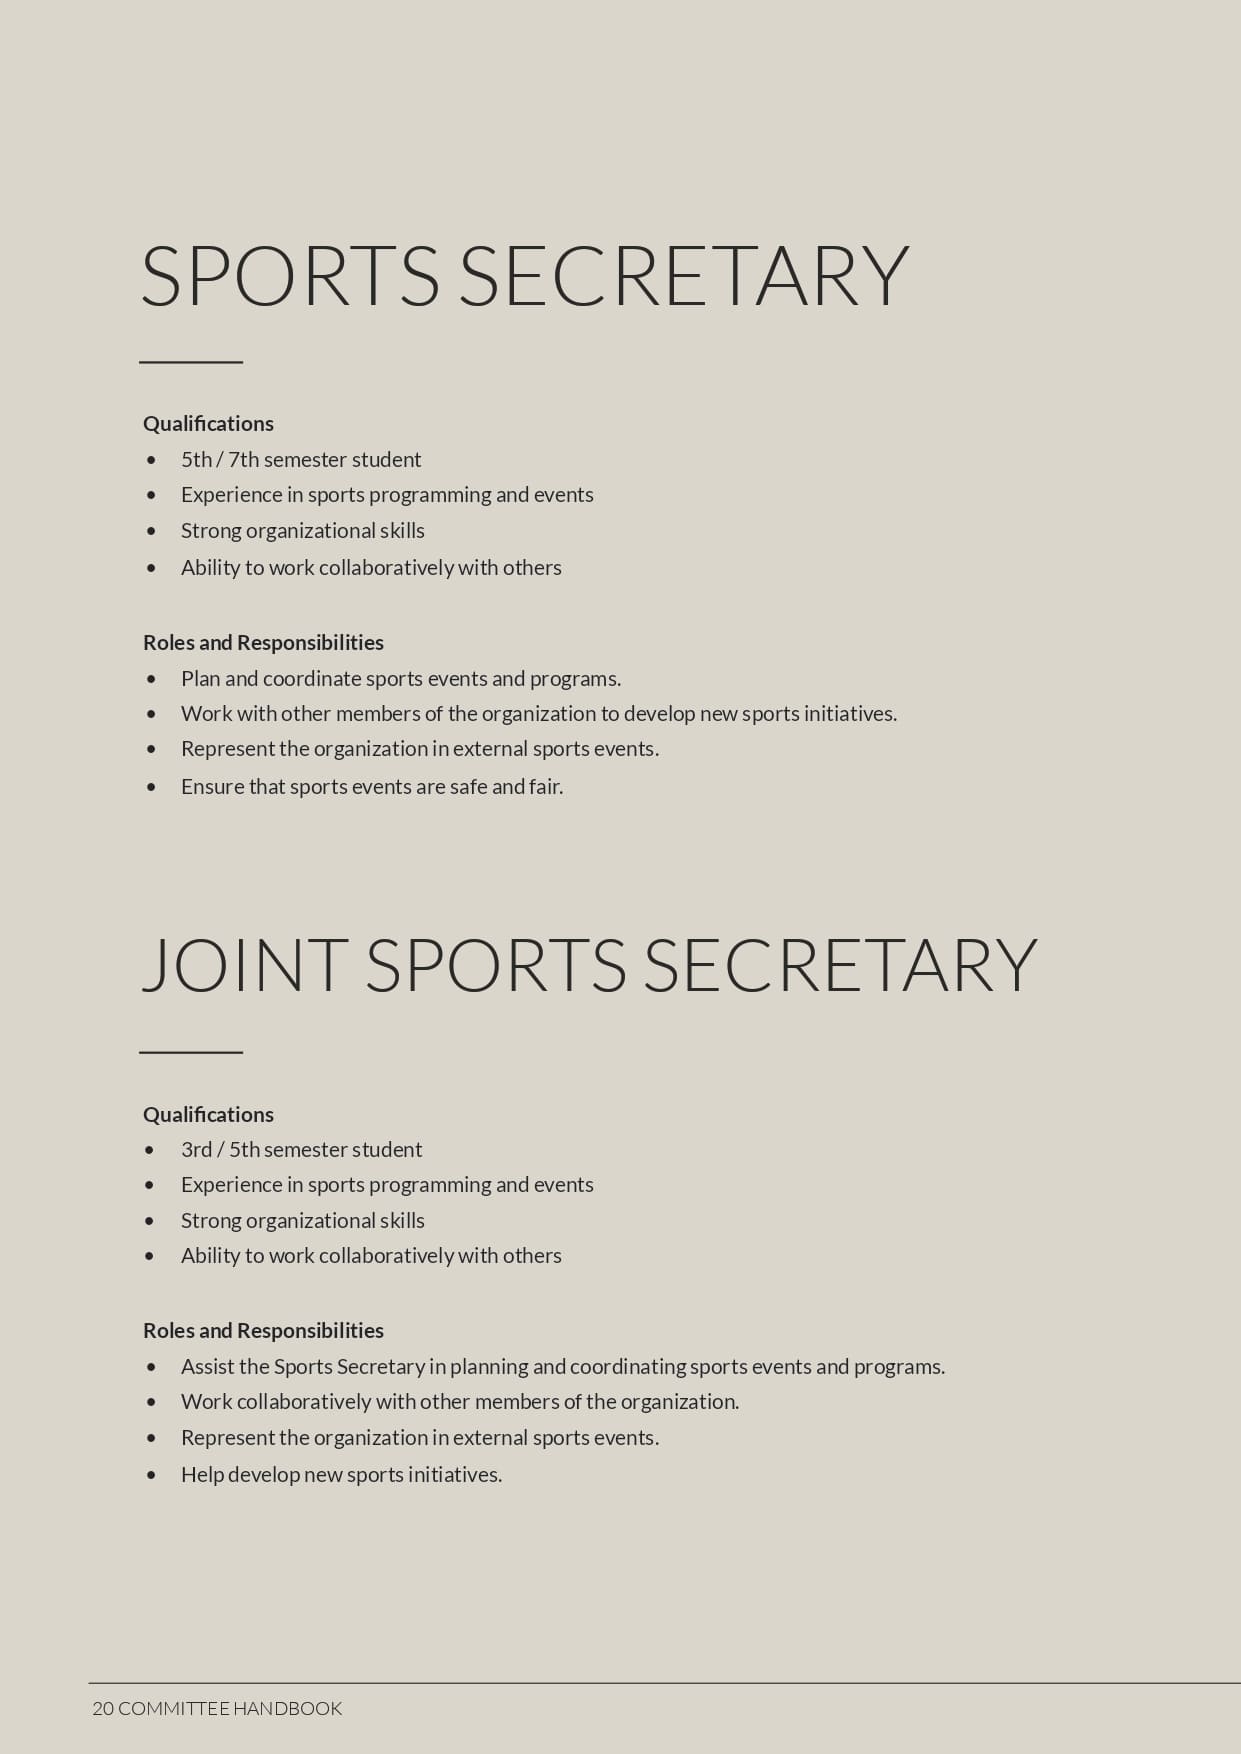 SPORTS SECRETARY
Qualifications
• 5th / 7th semester student
• Experience in sports programming and events
• Strong organizational skills
• Ability to work collaboratively with others
Roles and Responsibilities
• Plan and coordinate sports events and programs.
• Work with other members of the organization to develop new sports initiatives.
• Represent the organization in external sports events.
• Ensure that sports events are safe and fair.
JOINT SPORTS SECRETARY
Qualifications
• 3rd / 5th semester student
• Experience in sports programming and events
• Strong organizational skills
• Ability to work collaboratively with others
Roles and Responsibilities
• Assist the Sports Secretary in planning and coordinating sports events and programs.
• Work collaboratively with other members of the organization.
• Represent the organization in external sports events.
• Help develop new sports initiatives.
20 COMMITTEE HANDBOOK